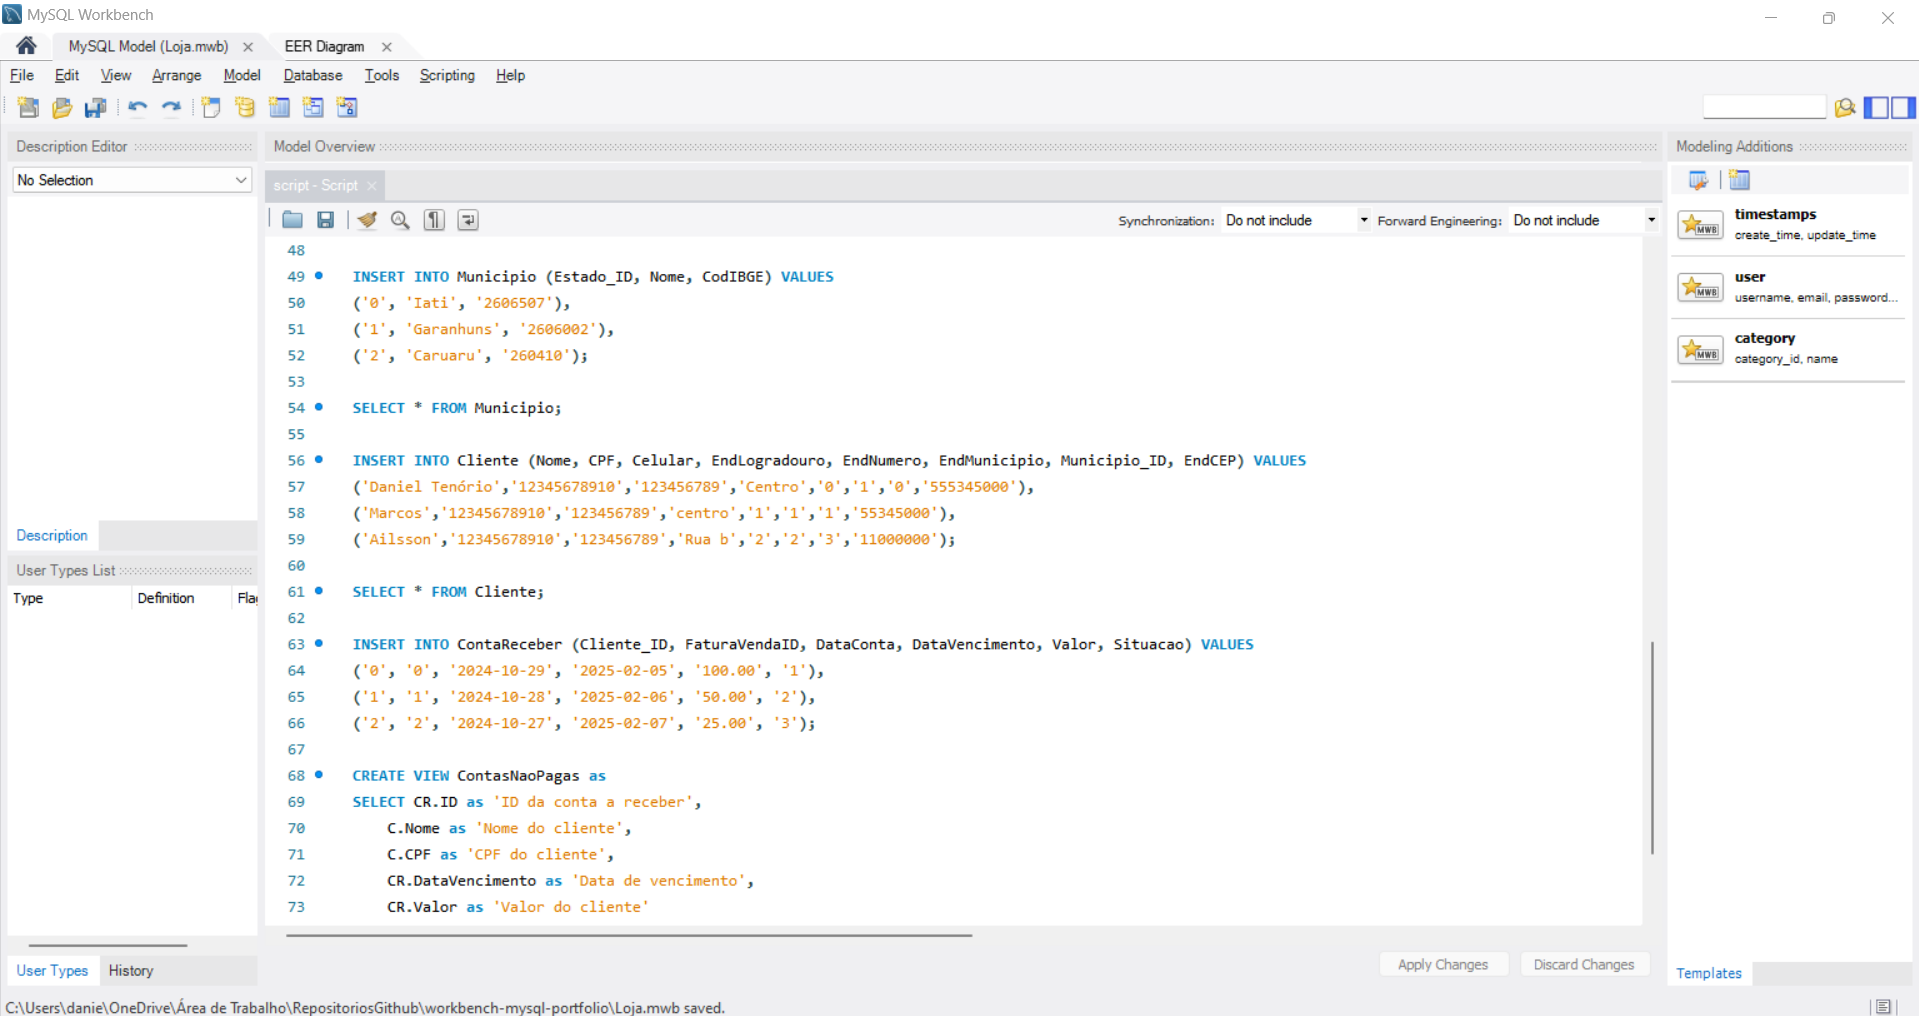 MySQL Workbench
MySQL Model (Loja.mwb)
EER Diagram
File Edit View Arrange Model Database Tools Scripting Help
Description Editor
No Selection
Description
User Types List
Type Definition Fla
User Types History
Model Overview
script - Script
Synchronization: Do not include Forward Engineering: Do not include
48
49 INSERT INTO Municipio (Estado_ID, Nome, CodIBGE) VALUES
50 ('0', 'Iati', '2606507'),
51 ('1', 'Garanhuns', '2606002'),
52 ('2', 'Caruaru', '260410');
53
54 SELECT * FROM Municipio;
55
56 INSERT INTO Cliente (Nome, CPF, Celular, EndLogradouro, EndNumero, EndMunicipio, Municipio_ID, EndCEP) VALUES
57 ('Daniel Tenório','12345678910','123456789','Centro','0','1','0','555345000'),
58 ('Marcos','12345678910','123456789','centro','1','1','1','55345000'),
59 ('Ailsson','12345678910','123456789','Rua b','2','2','3','11000000');
60
61 SELECT * FROM Cliente;
62
63 INSERT INTO ContaReceber (Cliente_ID, FaturaVendaID, DataConta, DataVencimento, Valor, Situacao) VALUES
64 ('0', '0', '2024-10-29', '2025-02-05', '100.00', '1'),
65 ('1', '1', '2024-10-28', '2025-02-06', '50.00', '2'),
66 ('2', '2', '2024-10-27', '2025-02-07', '25.00', '3');
67
68 CREATE VIEW ContasNaoPagas as
69 SELECT CR.ID as 'ID da conta a receber',
70 C.Nome as 'Nome do cliente',
71 C.CPF as 'CPF do cliente',
72 CR.DataVencimento as 'Data de vencimento',
73 CR.Valor as 'Valor do cliente'
Apply Changes Discard Changes
Modeling Additions
MWB timestamps
create_time, update_time
MWB user
username, email, password...
MWB category
category_id, name
Templates
C:\Users\danie\OneDrive\Área de Trabalho\RepositoriosGithub\workbench-mysql-portfolio\Loja.mwb saved.